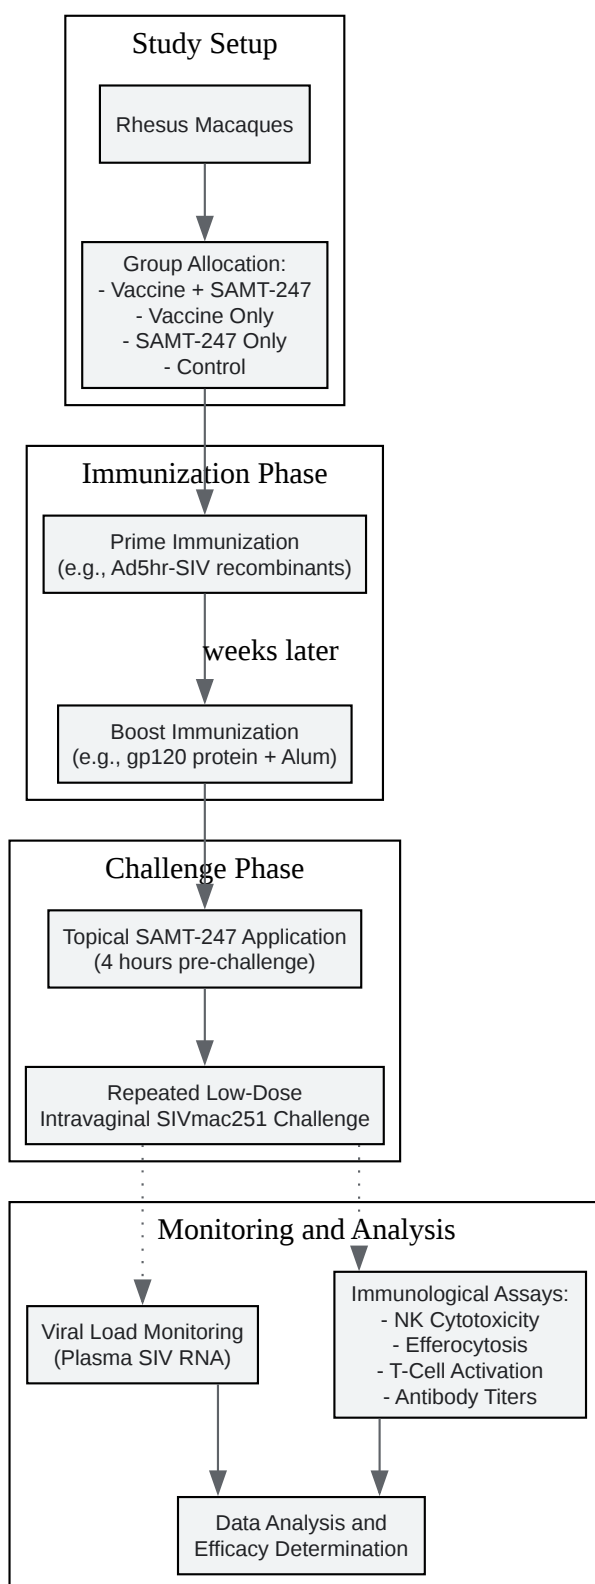 Study Setup
Rhesus Macaques
Group Allocation:
- Vaccine + SAMT-247
- Vaccine Only
- SAMT-247 Only
- Control
Immunization Phase
Prime Immunization
(e.g., Ad5hr-SIV recombinants)
weeks later
Boost Immunization
(e.g., gp120 protein + Alum)
Challenge Phase
Topical SAMT-247 Application
(4 hours pre-challenge)
Repeated Low-Dose
Intravaginal SIVmac251 Challenge
Monitoring and Analysis
Viral Load Monitoring
(Plasma SIV RNA)
Immunological Assays:
- NK Cytotoxicity
- Efferocytosis
- T-Cell Activation
- Antibody Titers
Data Analysis and
Efficacy Determination